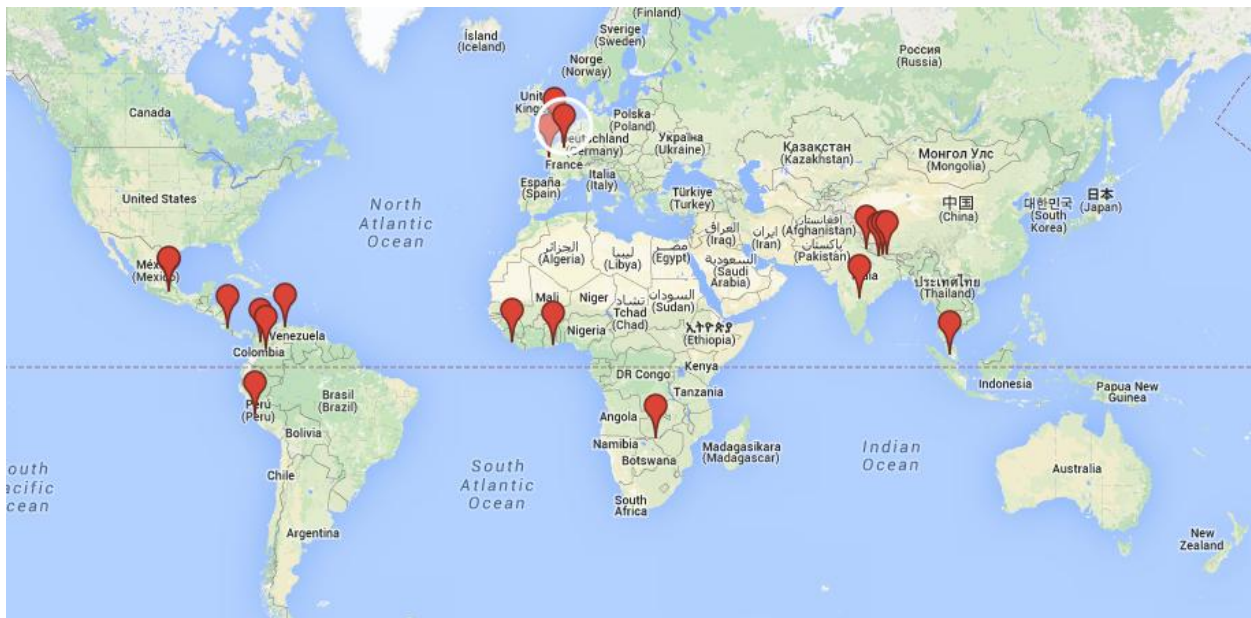 (Finland)
Ísland
(Iceland)
Sverige
(Sweden)
Norge
(Norway)
Россия
(Russia)
Canada
Polska
(Poland)
Україна
(Ukraine)
(Germany)
France
Italia
(Italy)
España
(Spain)
Türkiye
(Turkey)
Қазақстан
(Kazakhstan)
Монгол Улс
(Mongolia)
中国
(China)
대한민국
(South
Korea)
日本
(Japan)
United States
North
Atlantic
Ocean
افغانستان
(Afghanistan)
پاکستان
(Pakistan)
ایران
(Iran)
العراق
(Iraq)
السعودية
(Saudi
Arabia)
الجزائر
(Algeria)
ليبيا
(Libya)
مصر
(Egypt)
(Mexico)
Mali
Niger
تشاد
Tchad
(Chad)
السودان
(Sudan)
Nigeria
ኢትዮጵያ
(Ethiopia)
ประเทศไทย
(Thailand)
Venezuela
Colombia
DR Congo
Kenya
Tanzania
Indonesia
Papua New
Guinea
Perú
(Peru)
Brasil
(Brazil)
Bolivia
Angola
Namibia
Botswana
Madagasikara
(Madagascar)
Indian
Ocean
Australia
Chile
South
Atlantic
Ocean
South
Africa
Argentina
New
Zealand